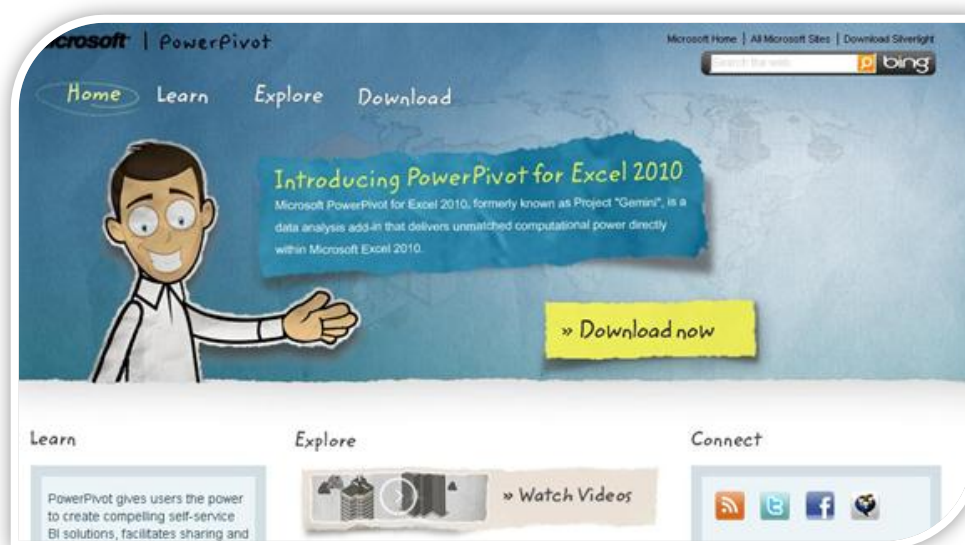 Microsoft | PowerPivot
Microsoft Home | All Microsoft Sites | Download Silverlight
Search the web
bing
Home Learn Explore Download
Introducing PowerPivot for Excel 2010
Microsoft PowerPivot for Excel 2010, formerly known as Project "Gemini", is a
data analysis add-in that delivers unmatched computational power directly
within Microsoft Excel 2010.
» Download now
Learn
PowerPivot gives users the power
to create compelling self-service
BI solutions, facilitates sharing and
Explore
» Watch Videos
Connect